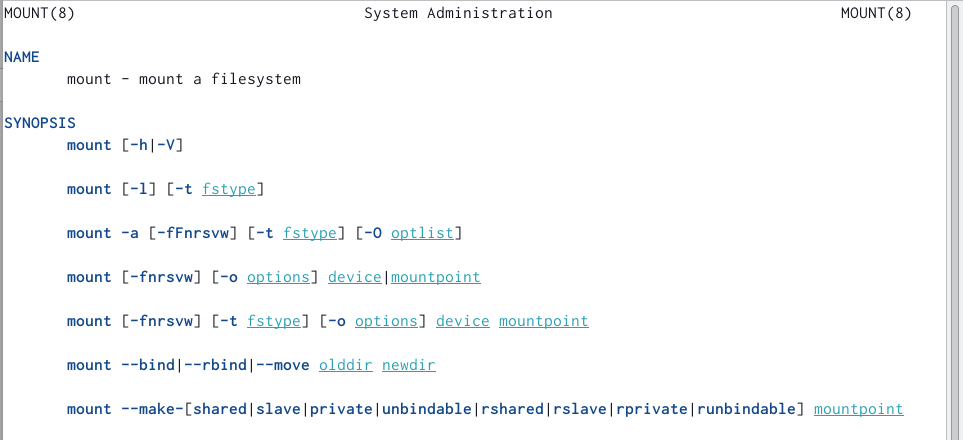 MOUNT(8) System Administration MOUNT(8)
NAME
mount - mount a filesystem
SYNOPSIS
mount [-h|-V]
mount [-l] [-t fstype]
mount -a [-fFnrsvw] [-t fstype] [-O optlist]
mount [-fnrsvw] [-o options] device|mountpoint
mount [-fnrsvw] [-t fstype] [-o options] device mountpoint
mount --bind|--rbind|--move olddir newdir
mount --make-[shared|slave|private|unbindable|rshared|rslave|rprivate|runbindable] mountpoint